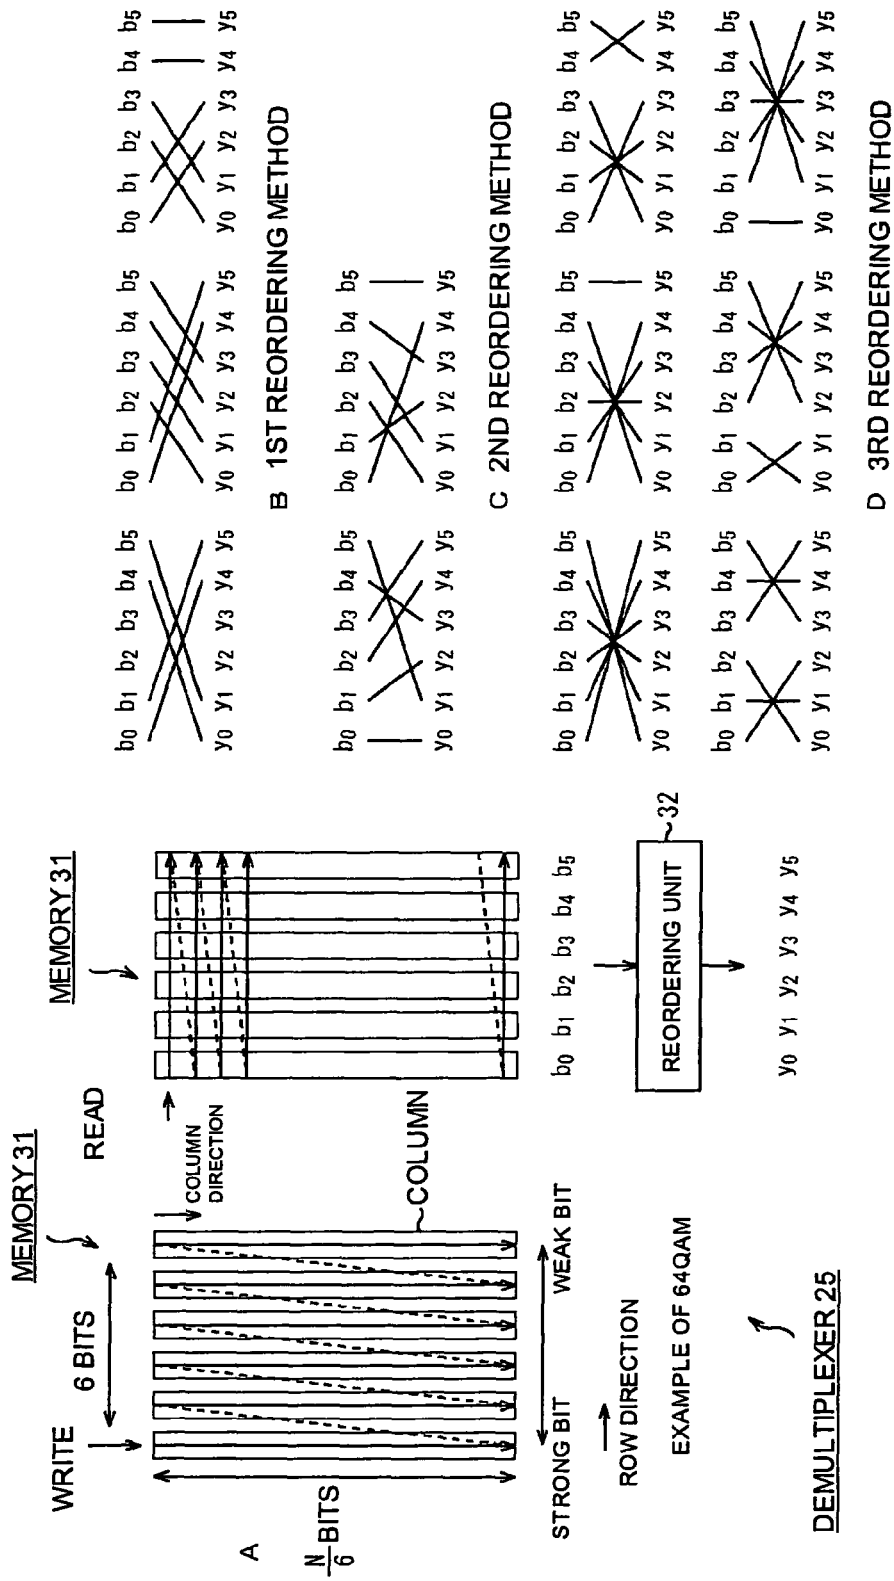 MEMORY 31
WRITE
6 BITS
READ
MEMORY 31
A
N/6 BITS
COLUMN DIRECTION
COLUMN
STRONG BIT
WEAK BIT
ROW DIRECTION
EXAMPLE OF 64QAM
b0 b1 b2 b3 b4 b5
REORDERING UNIT
32
y0 y1 y2 y3 y4 y5
DEMULTIPLEXER 25
b0 b1 b2 b3 b4 b5 b0 b1 b2 b3 b4 b5 b0 b1 b2 b3 b4 b5
y0 y1 y2 y3 y4 y5 y0 y1 y2 y3 y4 y5 y0 y1 y2 y3 y4 y5
B 1ST REORDERING METHOD
b0 b1 b2 b3 b4 b5 b0 b1 b2 b3 b4 b5
y0 y1 y2 y3 y4 y5 y0 y1 y2 y3 y4 y5
C 2ND REORDERING METHOD
b0 b1 b2 b3 b4 b5 b0 b1 b2 b3 b4 b5 b0 b1 b2 b3 b4 b5
y0 y1 y2 y3 y4 y5 y0 y1 y2 y3 y4 y5 y0 y1 y2 y3 y4 y5
b0 b1 b2 b3 b4 b5 b0 b1 b2 b3 b4 b5 b0 b1 b2 b3 b4 b5
y0 y1 y2 y3 y4 y5 y0 y1 y2 y3 y4 y5 y0 y1 y2 y3 y4 y5
D 3RD REORDERING METHOD